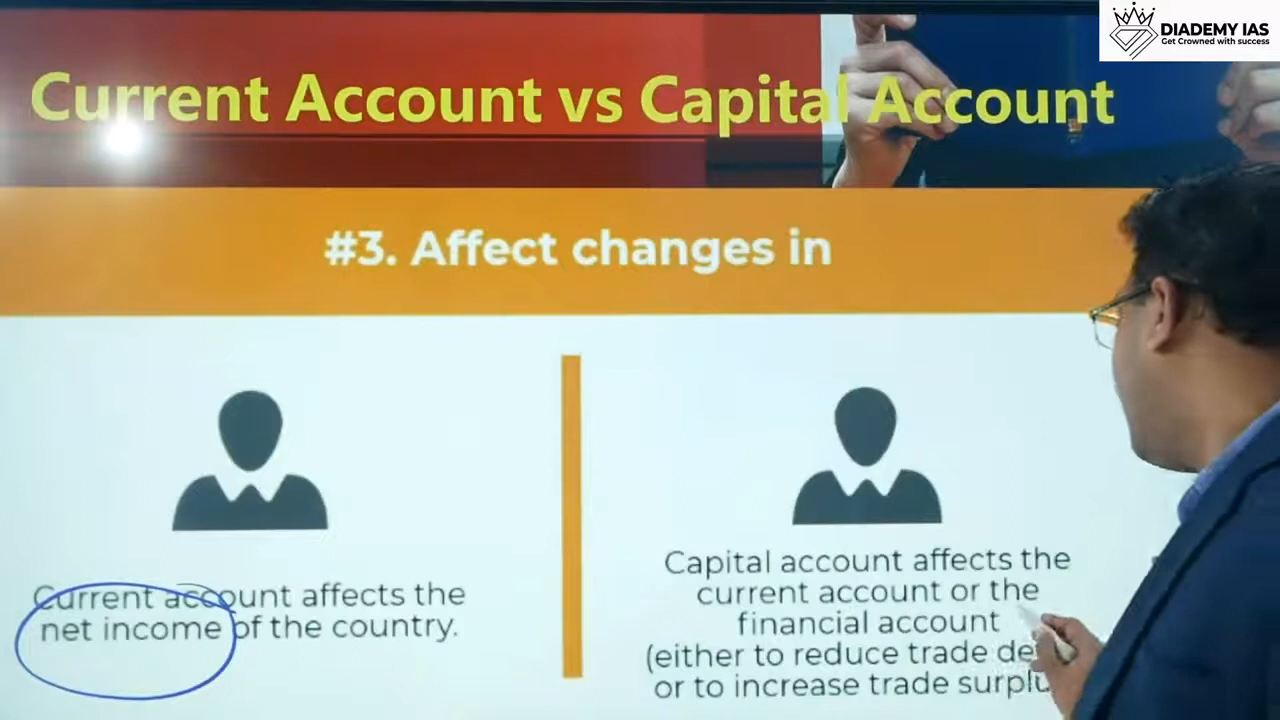 DIADEMY IAS
Get Crowned with success
Current Account vs Capital Account
#3. Affect changes in
Current account affects the
net income of the country.
Capital account affects the
current account or the
financial account
(either to reduce trade
or to increase trade